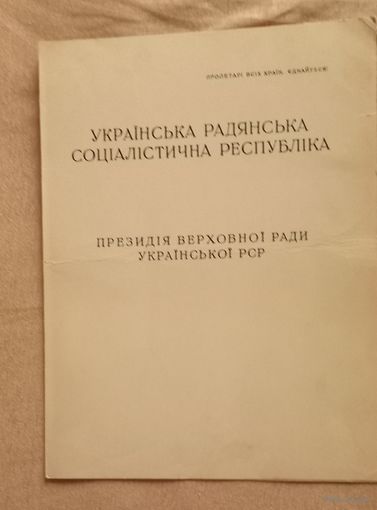 ПРОЛЕТАРІ ВСІХ КРАЇН, ЄДНАЙТЕСЯ!
УКРАЇНСЬКА РАДЯНСЬКА
СОЦІАЛІСТИЧНА РЕСПУБЛІКА
ПРЕЗИДІЯ ВЕРХОВНОЇ РАДИ
УКРАЇНСЬКОЇ РСР